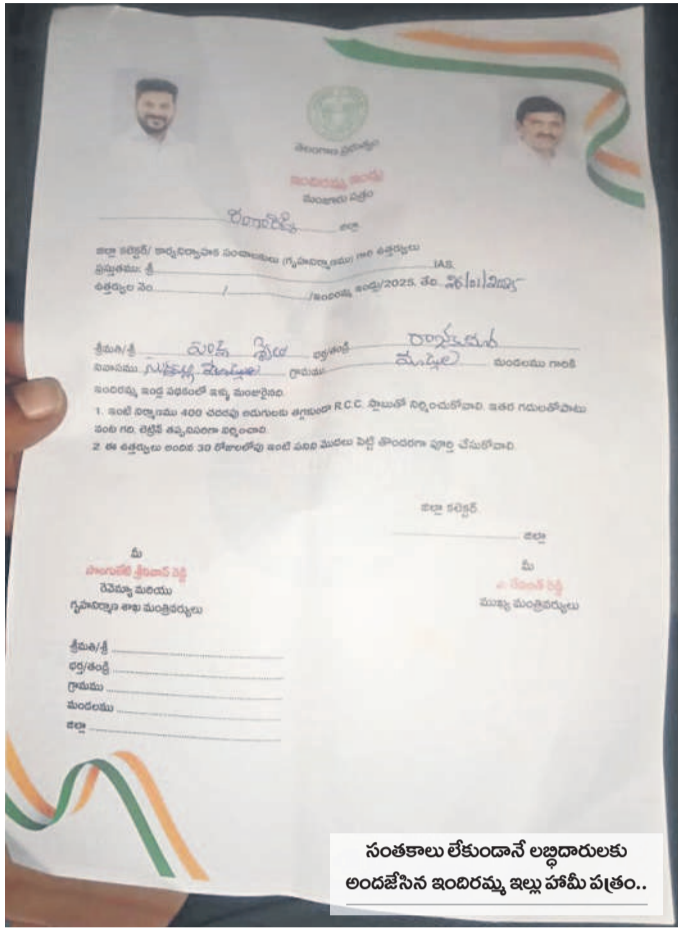 తెలంగాణ ప్రభుత్వం
ఇందిరమ్మ ఇండ్లు
మంజూరు పత్రం
రంగారెడ్డి జిల్లా
జిల్లా కలెక్టర్/ కార్యనిర్వాహక సంచాలకులు (గృహనిర్మాణము) గారి ఉత్తర్వులు
ప్రస్తుతము: శ్రీ IAS.
ఉత్తర్వుల నెం. / /ఇందిరమ్మ ఇండ్లు/2025, తేది. 26/01/2025
శ్రీమతి/శ్రీ భర్త/తండ్రి రాజ్‌కుమార్
నివాసము గ్రామము మండలము గారికి
ఇందిరమ్మ ఇండ్ల పథకంలో ఇల్లు మంజూరైనది.
1. ఇంటి నిర్మాణము 400 చదరపు అడుగులకు తగ్గకుండా R.C.C. స్లాబుతో నిర్మించుకోవాలి. ఇతర గదులతోపాటు
వంట గది, లెట్రిన్ తప్పనిసరిగా నిర్మించాలి.
2. ఈ ఉత్తర్వులు అందిన 30 రోజులలోపు ఇంటి పనిని మొదలు పెట్టి తొందరగా పూర్తి చేసుకోవాలి.
జిల్లా కలెక్టర్
జిల్లా
మీ
పొంగులేటి శ్రీనివాస్ రెడ్డి
రెవెన్యూ మరియు
గృహనిర్మాణ శాఖ మంత్రివర్యులు
మీ
ఎ. రేవంత్ రెడ్డి
ముఖ్య మంత్రివర్యులు
శ్రీమతి/శ్రీ
భర్త/తండ్రి
గ్రామము
మండలము
జిల్లా
సంతకాలు లేకుండానే లబ్ధిదారులకు
అందజేసిన ఇందిరమ్మ ఇల్లు హామీ పత్రం..